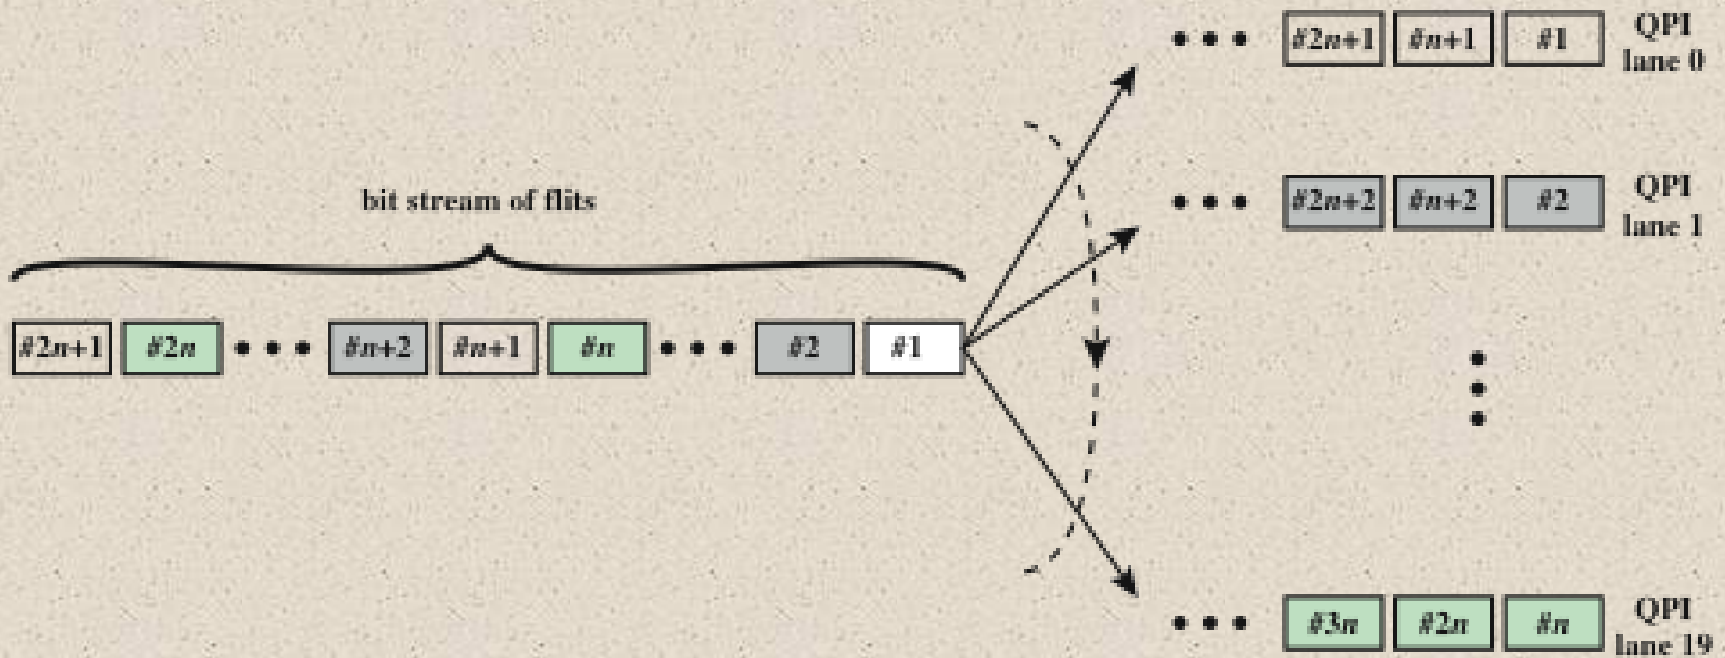 #2n+1 #n+1 #1 QPI lane 0
bit stream of flits
#2n+2 #n+2 #2 QPI lane 1
#2n+1 #2n #n+2 #n+1 #n #2 #1
#3n #2n #n QPI lane 19